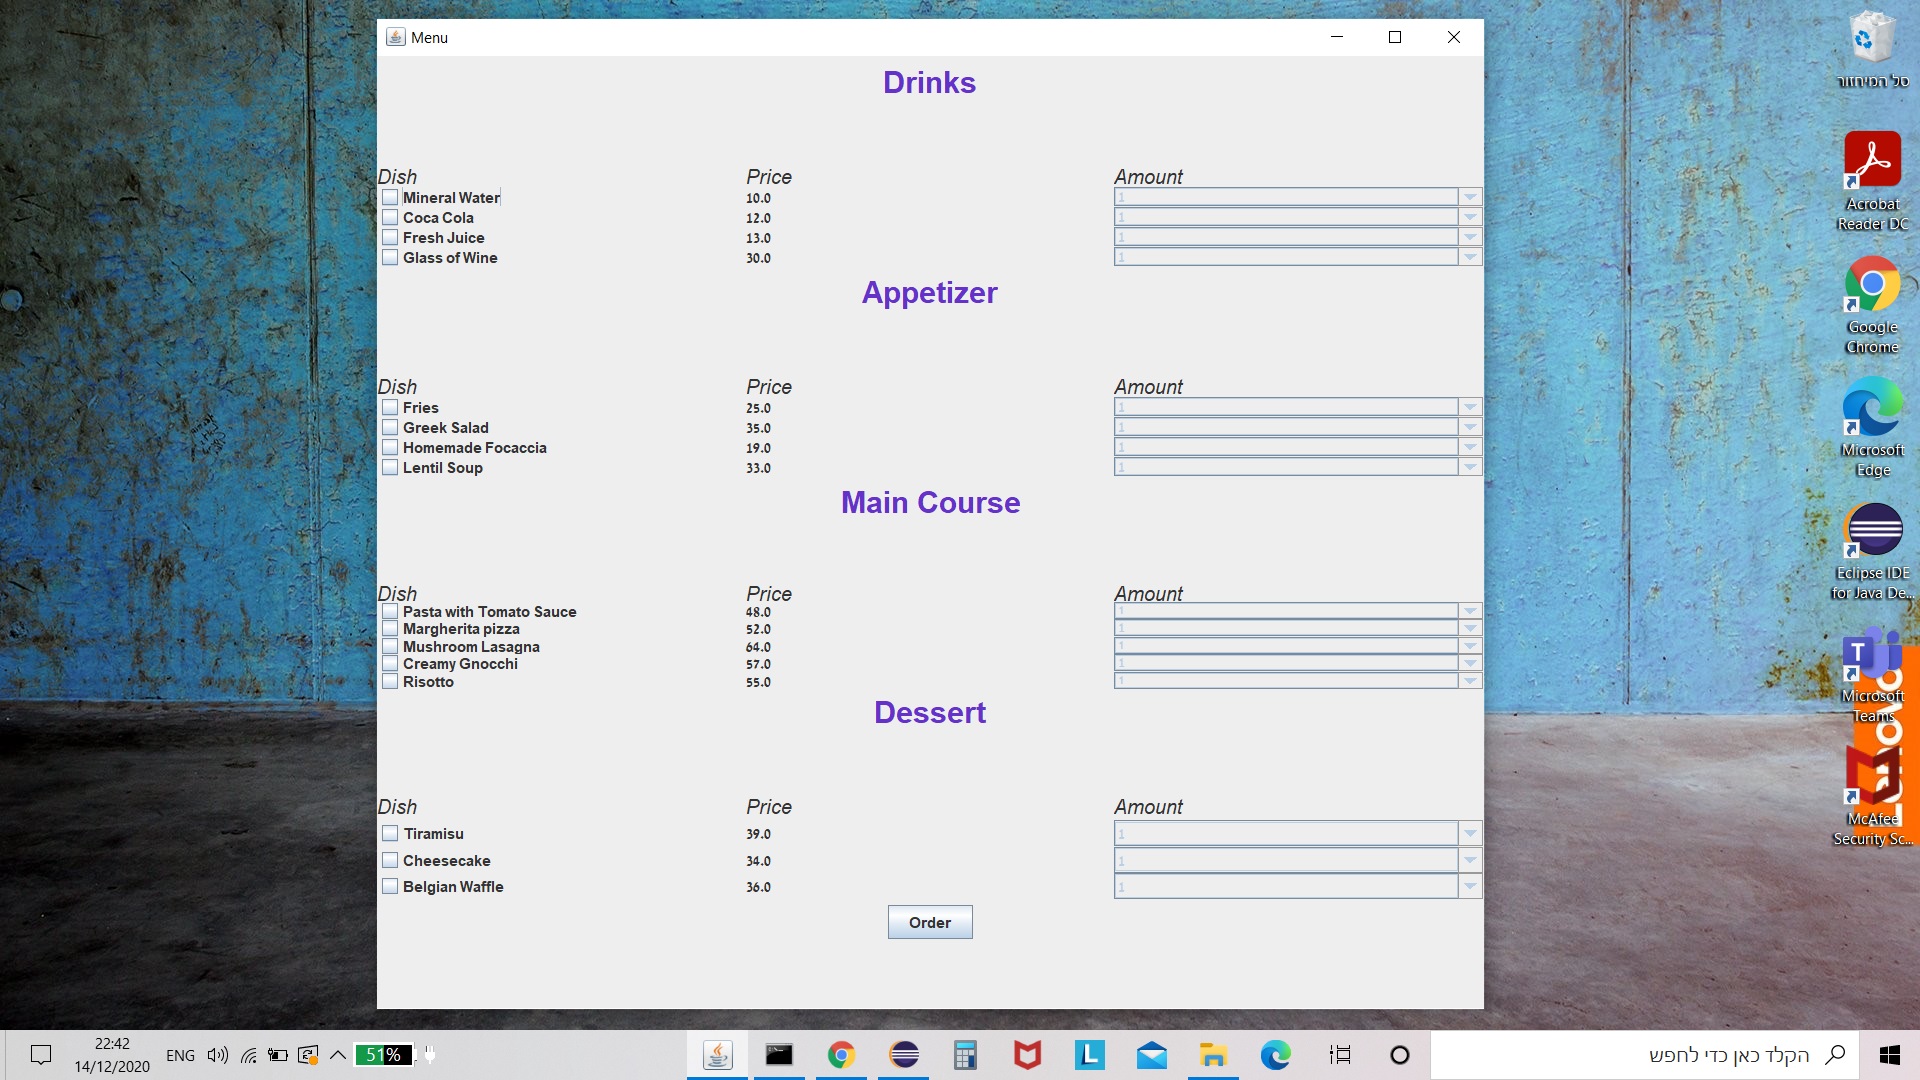 Menu
Drinks
Dish Price Amount
Mineral Water 10.0 1
Coca Cola 12.0 1
Fresh Juice 13.0 1
Glass of Wine 30.0 1
Appetizer
Dish Price Amount
Fries 25.0 1
Greek Salad 35.0 1
Homemade Focaccia 19.0 1
Lentil Soup 33.0 1
Main Course
Dish Price Amount
Pasta with Tomato Sauce 48.0 1
Margherita pizza 52.0 1
Mushroom Lasagna 64.0 1
Creamy Gnocchi 57.0 1
Risotto 55.0 1
Dessert
Dish Price Amount
Tiramisu 39.0 1
Cheesecake 34.0 1
Belgian Waffle 36.0 1
Order
סל המיחזור
Acrobat
Reader DC
Google
Chrome
Microsoft
Edge
Eclipse IDE
for Java De...
Microsoft
Teams
McAfee
Security Sc...
22:42
14/12/2020
ENG
51%
הקלד כאן כדי לחפש